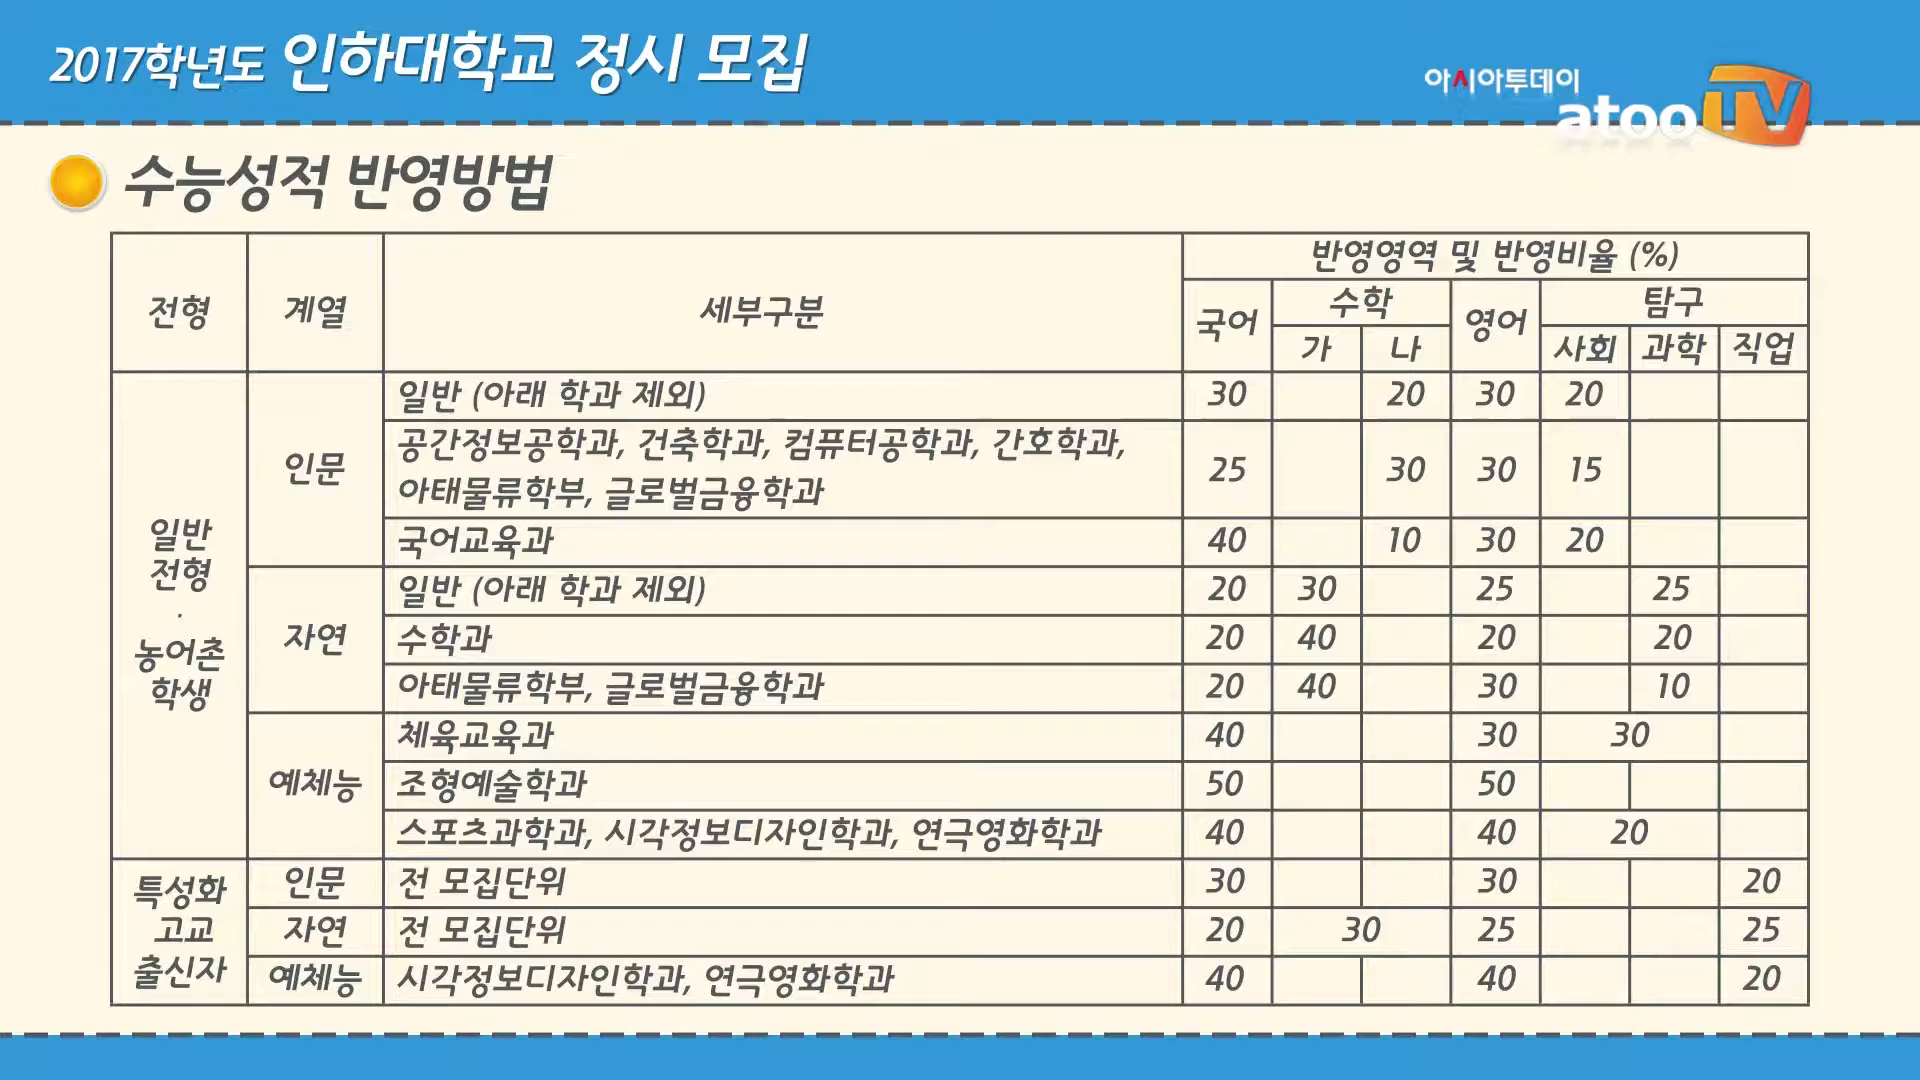 2017학년도 인하대학교 정시 모집
아시아투데이
atooTV
수능성적 반영방법
전형 계열 세부구분 반영영역 및 반영비율 (%)
국어 수학 영어 탐구
가 나 사회 과학 직업
일반
전형
·
농어촌
학생
인문
일반 (아래 학과 제외) 30 20 30 20
공간정보공학과, 건축학과, 컴퓨터공학과, 간호학과,
아태물류학부, 글로벌금융학과 25 30 30 15
국어교육과 40 10 30 20
자연
일반 (아래 학과 제외) 20 30 25 25
수학과 20 40 20 20
아태물류학부, 글로벌금융학과 20 40 30 10
예체능
체육교육과 40 30 30
조형예술학과 50 50
스포츠과학과, 시각정보디자인학과, 연극영화학과 40 40 20
특성화
고교
출신자
인문 전 모집단위 30 30 20
자연 전 모집단위 20 30 25 25
예체능 시각정보디자인학과, 연극영화학과 40 40 20